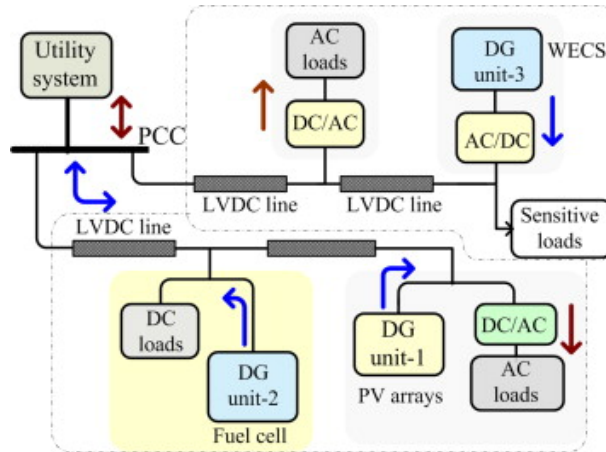 Utility
system
PCC
AC
loads
DC/AC
DG
unit-3
WECS
AC/DC
LVDC line
LVDC line
Sensitive
loads
LVDC line
DC
loads
DG
unit-2
Fuel cell
DG
unit-1
PV arrays
DC/AC
AC
loads